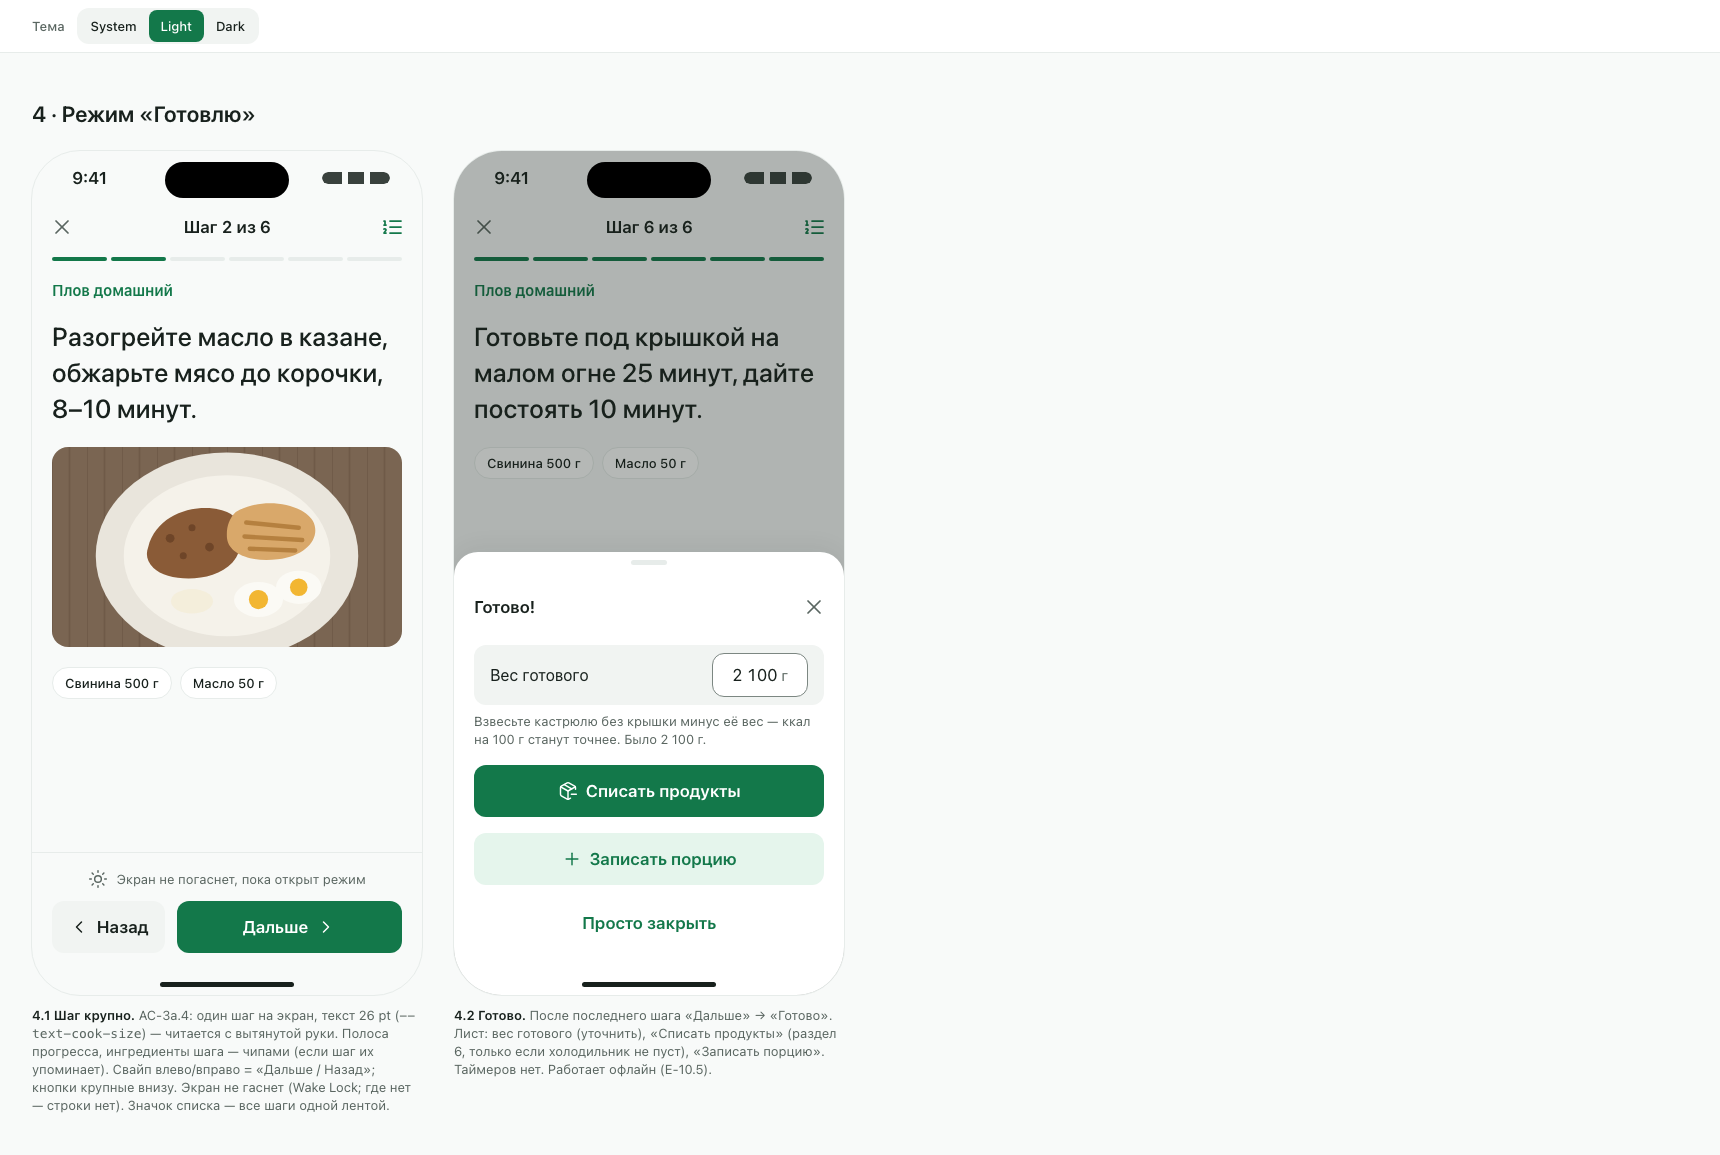 Тема System Light Dark
4 · Режим «Готовлю»
9:41
Шаг 2 из 6
Плов домашний
Разогрейте масло в казане,
обжарьте мясо до корочки,
8–10 минут.
Свинина 500 г Масло 50 г
Экран не погаснет, пока открыт режим
Назад Дальше
4.1 Шаг крупно. АС-3а.4: один шаг на экран, текст 26 pt (--
text-cook-size) — читается с вытянутой руки. Полоса
прогресса, ингредиенты шага — чипами (если шаг их
упоминает). Свайп влево/вправо = «Дальше / Назад»;
кнопки крупные внизу. Экран не гаснет (Wake Lock; где нет
— строки нет). Значок списка — все шаги одной лентой.
9:41
Шаг 6 из 6
Плов домашний
Готовьте под крышкой на
малом огне 25 минут, дайте
постоять 10 минут.
Свинина 500 г Масло 50 г
Готово!
Вес готового 2 100 г
Взвесьте кастрюлю без крышки минус её вес — ккал
на 100 г станут точнее. Было 2 100 г.
Списать продукты
Записать порцию
Просто закрыть
4.2 Готово. После последнего шага «Дальше» → «Готово».
Лист: вес готового (уточнить), «Списать продукты» (раздел
6, только если холодильник не пуст), «Записать порцию».
Таймеров нет. Работает офлайн (Е-10.5).